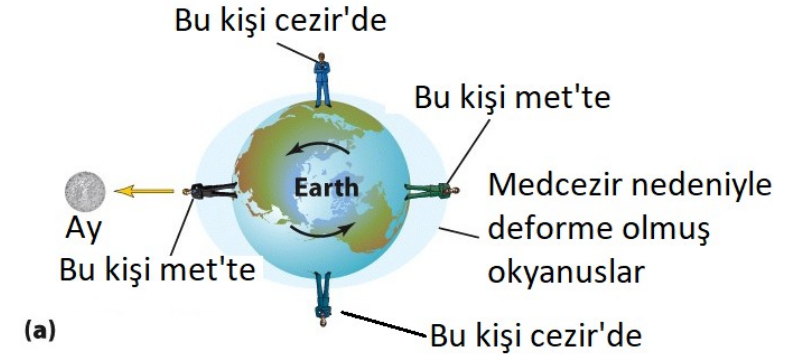 Bu kişi cezir'de
Bu kişi met'te
Earth
Medcezir nedeniyle
deforme olmuş
okyanuslar
Ay
Bu kişi met'te
(a)
Bu kişi cezir'de